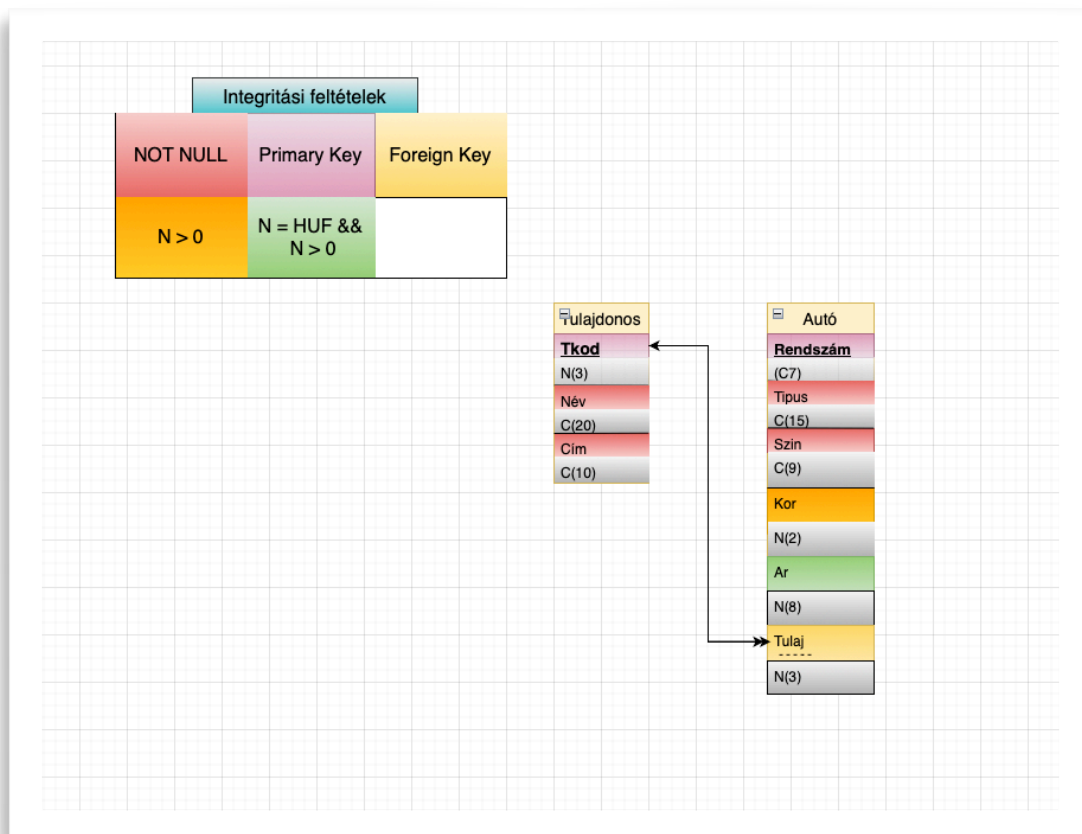 Integritási feltételek
NOT NULL
Primary Key
Foreign Key
N > 0
N = HUF &&
N > 0
Tulajdonos
Tkod
N(3)
Név
C(20)
Cím
C(10)
Autó
Rendszám
(C7)
Tipus
C(15)
Szin
C(9)
Kor
N(2)
Ar
N(8)
Tulaj
N(3)